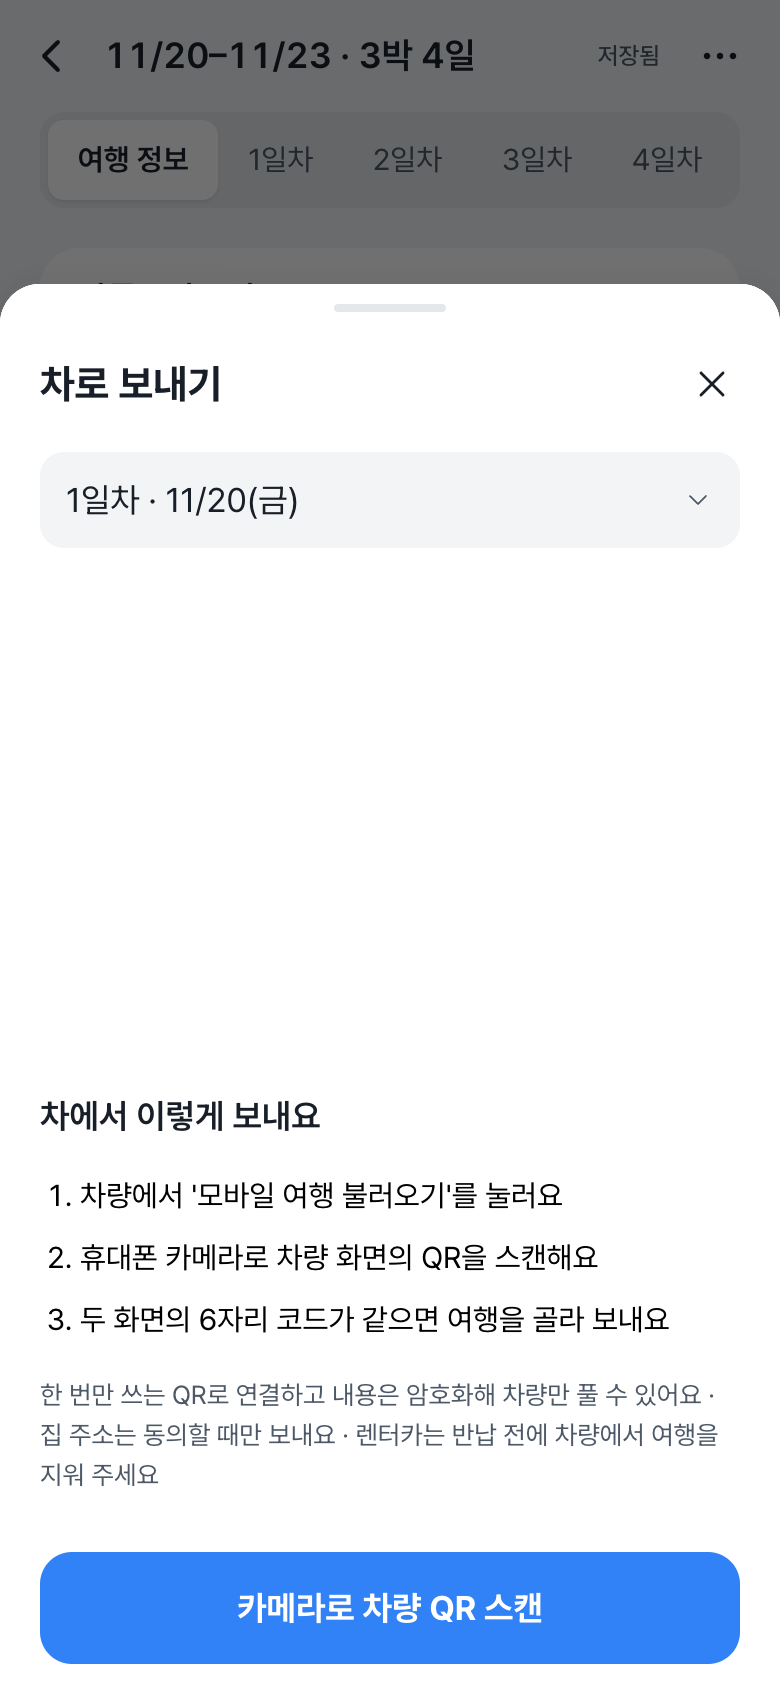 11/20–11/23 · 3박 4일
저장됨
여행 정보
1일차
2일차
3일차
4일차
차로 보내기
1일차 · 11/20(금)
차에서 이렇게 보내요
1. 차량에서 '모바일 여행 불러오기'를 눌러요
2. 휴대폰 카메라로 차량 화면의 QR을 스캔해요
3. 두 화면의 6자리 코드가 같으면 여행을 골라 보내요
한 번만 쓰는 QR로 연결하고 내용은 암호화해 차량만 풀 수 있어요 ·
집 주소는 동의할 때만 보내요 · 렌터카는 반납 전에 차량에서 여행을
지워 주세요
카메라로 차량 QR 스캔